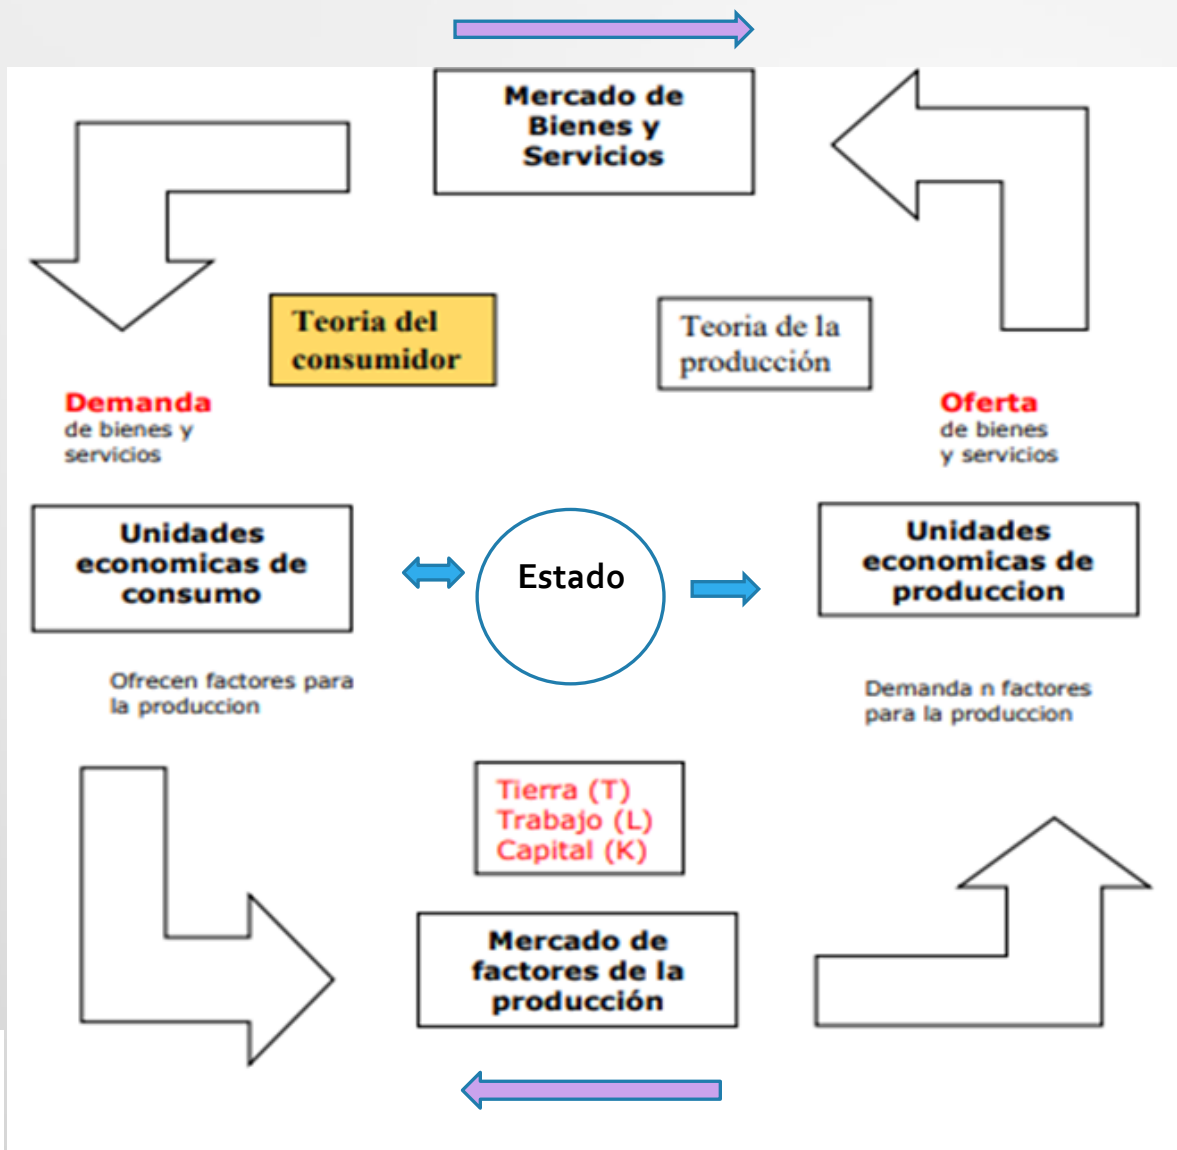 Mercado de
Bienes y
Servicios
Teoria del
consumidor
Teoria de la
producción
Demanda
de bienes y
servicios
Oferta
de bienes
y servicios
Unidades
economicas de
consumo
Estado
Unidades
economicas de
produccion
Ofrecen factores para
la produccion
Demanda n factores
para la produccion
Tierra (T)
Trabajo (L)
Capital (K)
Mercado de
factores de la
producción